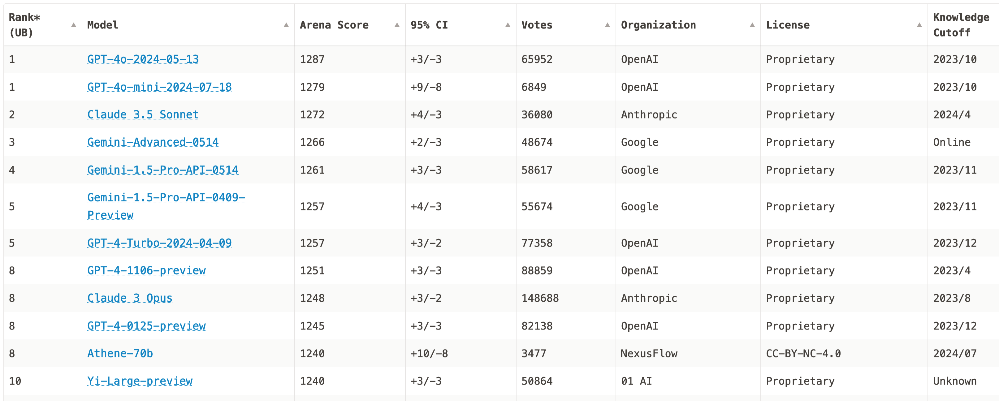 Rank* (UB) Model Arena Score 95% CI Votes Organization License Knowledge Cutoff
1 GPT-4o-2024-05-13 1287 +3/-3 65952 OpenAI Proprietary 2023/10
1 GPT-4o-mini-2024-07-18 1279 +9/-8 6849 OpenAI Proprietary 2023/10
2 Claude 3.5 Sonnet 1272 +4/-3 36080 Anthropic Proprietary 2024/4
3 Gemini-Advanced-0514 1266 +2/-3 48674 Google Proprietary Online
4 Gemini-1.5-Pro-API-0514 1261 +3/-3 58617 Google Proprietary 2023/11
5 Gemini-1.5-Pro-API-0409-Preview 1257 +4/-3 55674 Google Proprietary 2023/11
5 GPT-4-Turbo-2024-04-09 1257 +3/-2 77358 OpenAI Proprietary 2023/12
8 GPT-4-1106-preview 1251 +3/-3 88859 OpenAI Proprietary 2023/4
8 Claude 3 Opus 1248 +3/-2 148688 Anthropic Proprietary 2023/8
8 GPT-4-0125-preview 1245 +3/-3 82138 OpenAI Proprietary 2023/12
8 Athene-70b 1240 +10/-8 3477 NexusFlow CC-BY-NC-4.0 2024/07
10 Yi-Large-preview 1240 +3/-3 50864 01 AI Proprietary Unknown